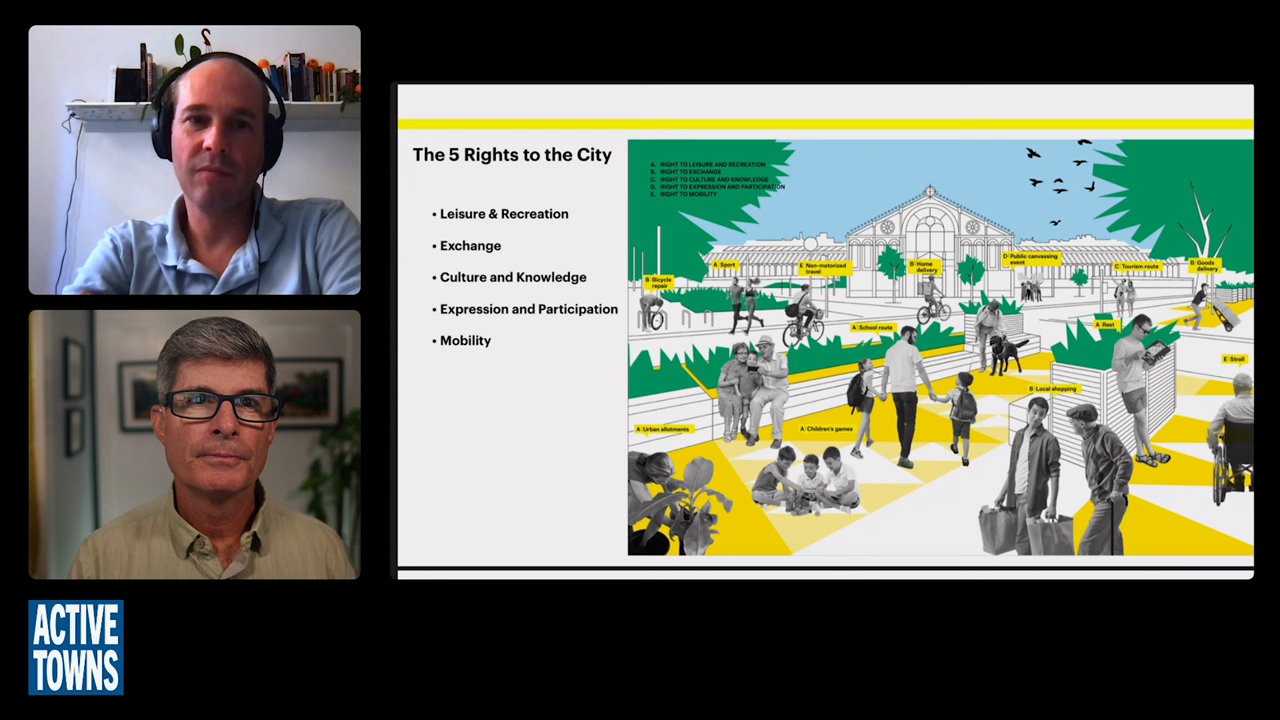 The 5 Rights to the City
• Leisure & Recreation
• Exchange
• Culture and Knowledge
• Expression and Participation
• Mobility
A. RIGHT TO LEISURE AND RECREATION
B. RIGHT TO EXCHANGE
C. RIGHT TO CULTURE AND KNOWLEDGE
D. RIGHT TO EXPRESSION AND PARTICIPATION
E. RIGHT TO MOBILITY
B Bicycle
repair
A Sport
E Non-motorized
travel
B Home
delivery
D Public canvassing
event
C Tourism route
B Goods
delivery
A School route
A Rest
E Stroll
B Local shopping
A Urban allotments
A Children's games
ACTIVE
TOWNS